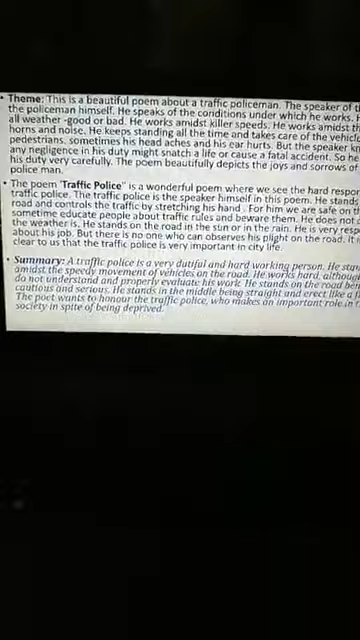 • Theme: This is a beautiful poem about a traffic policeman. The speaker of
the policeman himself. He speaks of the conditions under which he works.
all weather -good or bad. He works amidst killer speeds. He works amidst
horns and noise. He keeps standing all the time and takes care of the
pedestrians, sometimes his head aches and his ear hurts. But the speaker
any negligence in his duty might snatch a life or cause a fatal accident. So he
his duty very carefully. The poem beautifully depicts the joys and sorrows of
police man.
• The poem 'Traffic Police" is a wonderful poem where we see the hard
traffic police. The traffic police is the speaker himself in this poem. He stands
road and controls the traffic by stretching his hand . For him we are safe on
sometime educate people about traffic rules and beware them. He does not
the weather is, He stands on the road in the sun or in the rain. He is very
about his job. But there is no one who can observes his plight on the road. It
clear to us that the traffic police is very important in city life.
• Summary: A traffic police is a very dutiful and hard working person. He
amidst the speedy movement of vehicles on the road. He works hard,
do not understand and properly evaluate his work. He stands on the road
cautious and serious. He stands in the middle being straight and erect like a
The poet wants to honour the traffic police, who makes an important role in
society in spite of being deprived.